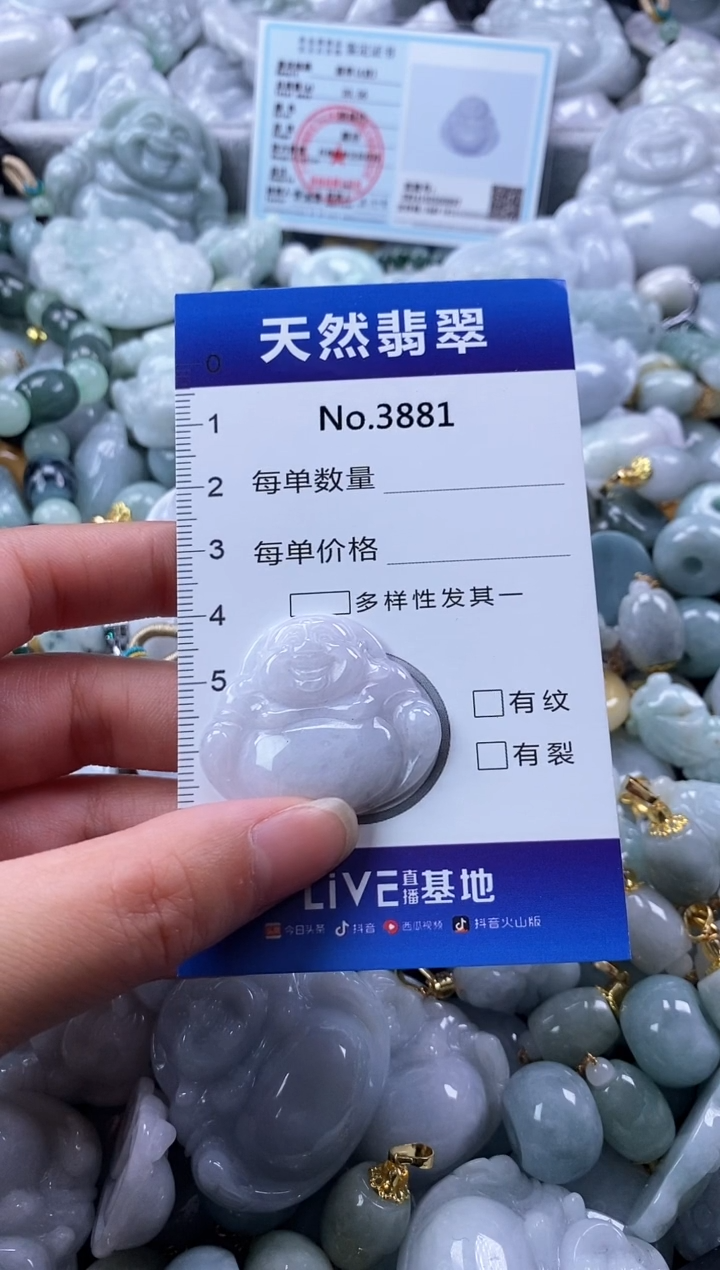 天然翡翠
No.3881
0
1
2
3
4
5
每单数量
每单价格
多样性发其一
有纹
有裂
LiVE直播基地
今日头条 抖音 西瓜视频 抖音火山版